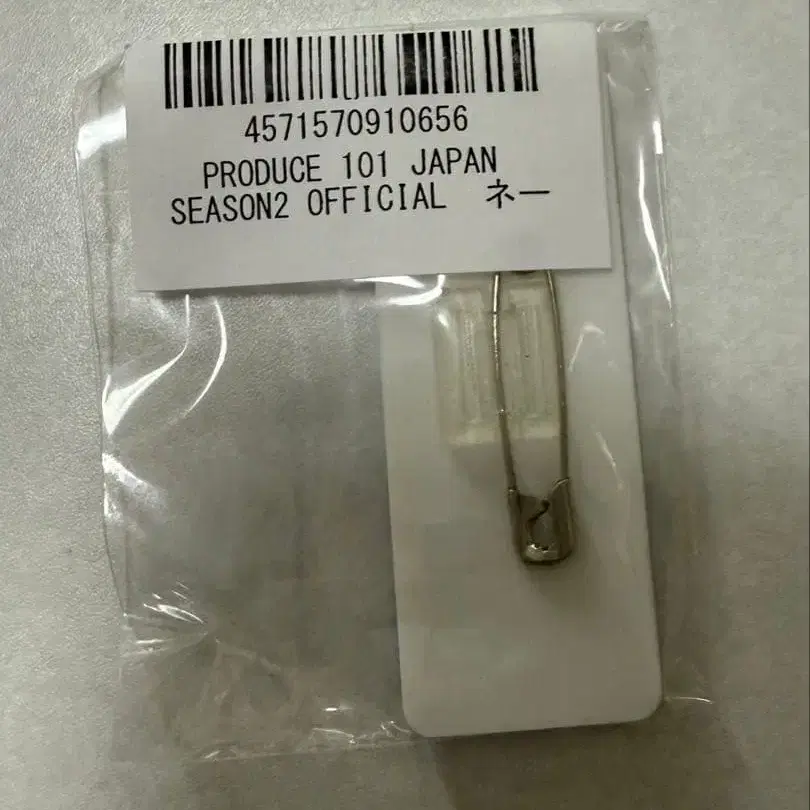 4571570910656
PRODUCE 101 JAPAN
SEASON2 OFFICIAL ネー